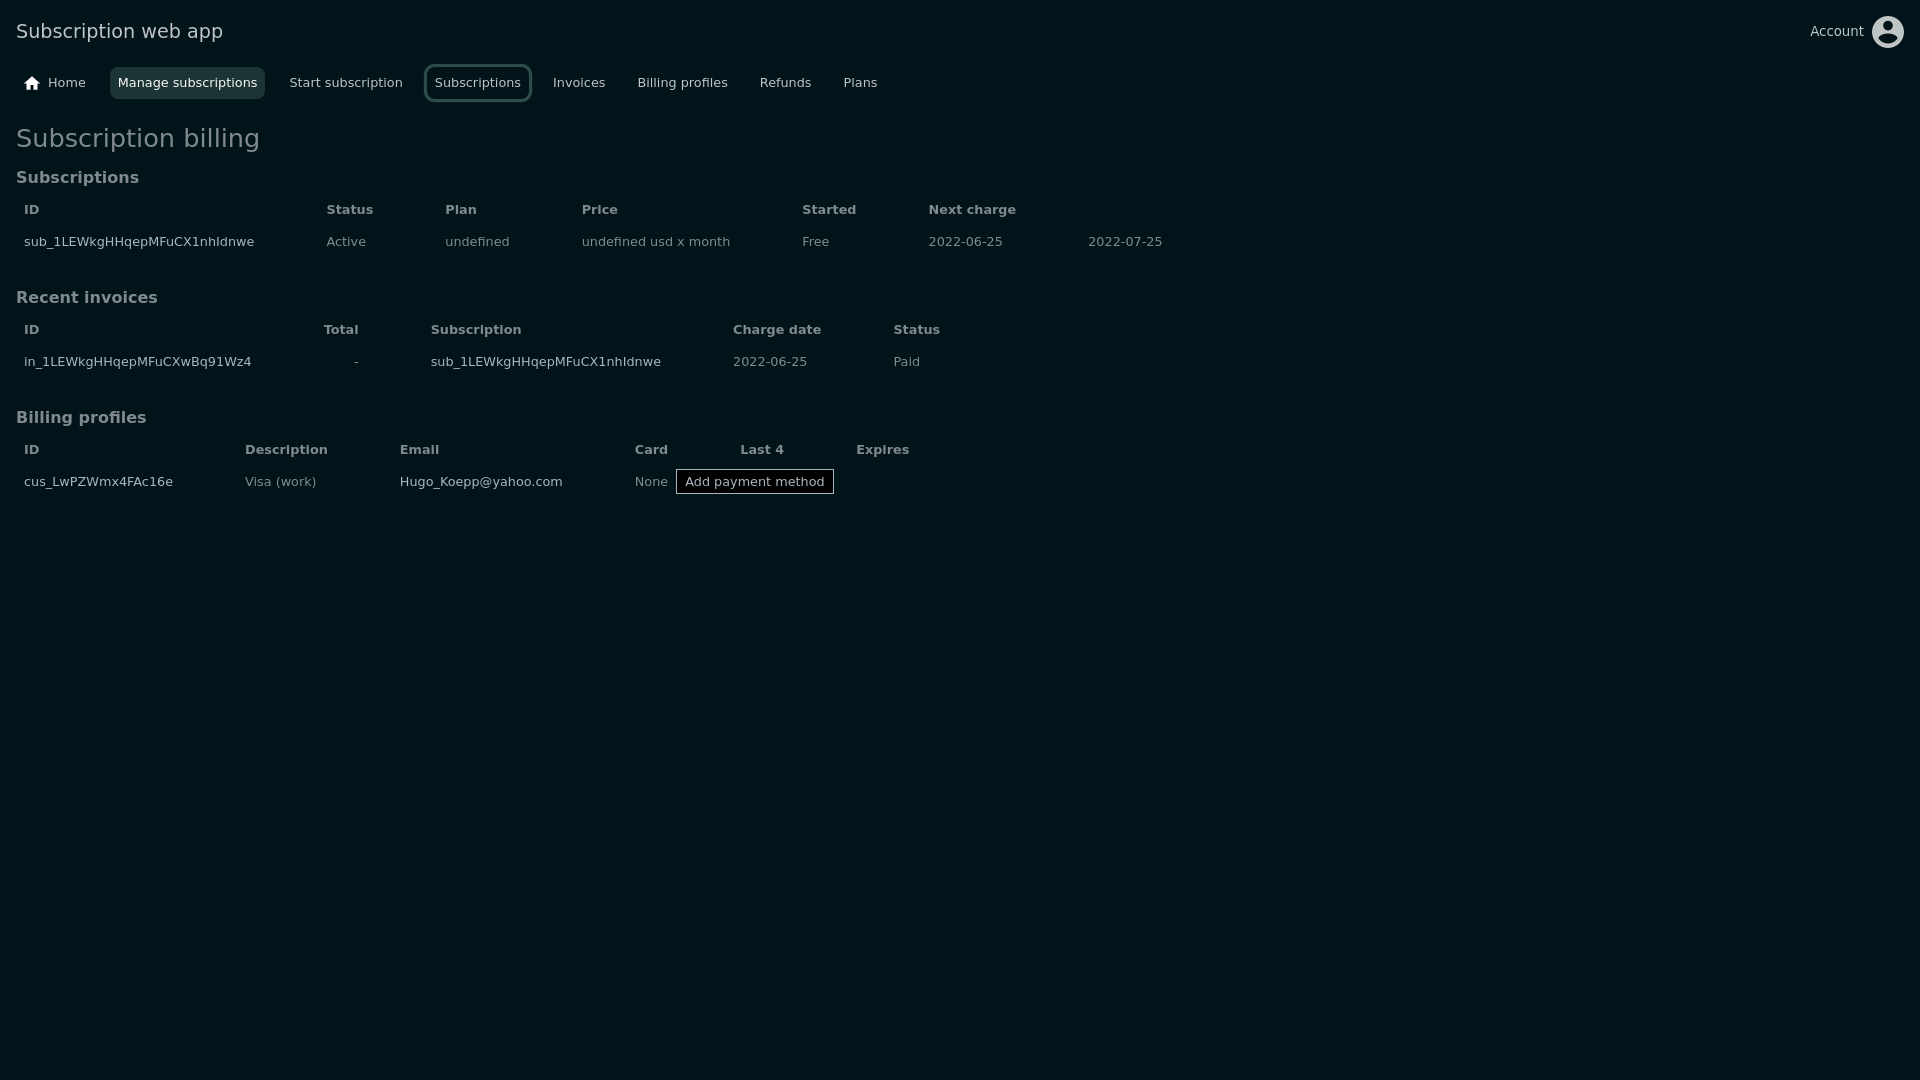 Subscription web app
Account
Home Manage subscriptions Start subscription Subscriptions Invoices Billing profiles Refunds Plans
Subscription billing
Subscriptions
ID Status Plan Price Started Next charge
sub_1LEWkgHHqepMFuCX1nhIdnwe Active undefined undefined usd x month Free 2022-06-25 2022-07-25
Recent invoices
ID Total Subscription Charge date Status
in_1LEWkgHHqepMFuCXwBq91Wz4 - sub_1LEWkgHHqepMFuCX1nhIdnwe 2022-06-25 Paid
Billing profiles
ID Description Email Card Last 4 Expires
cus_LwPZWmx4FAc16e Visa (work) Hugo_Koepp@yahoo.com None Add payment method